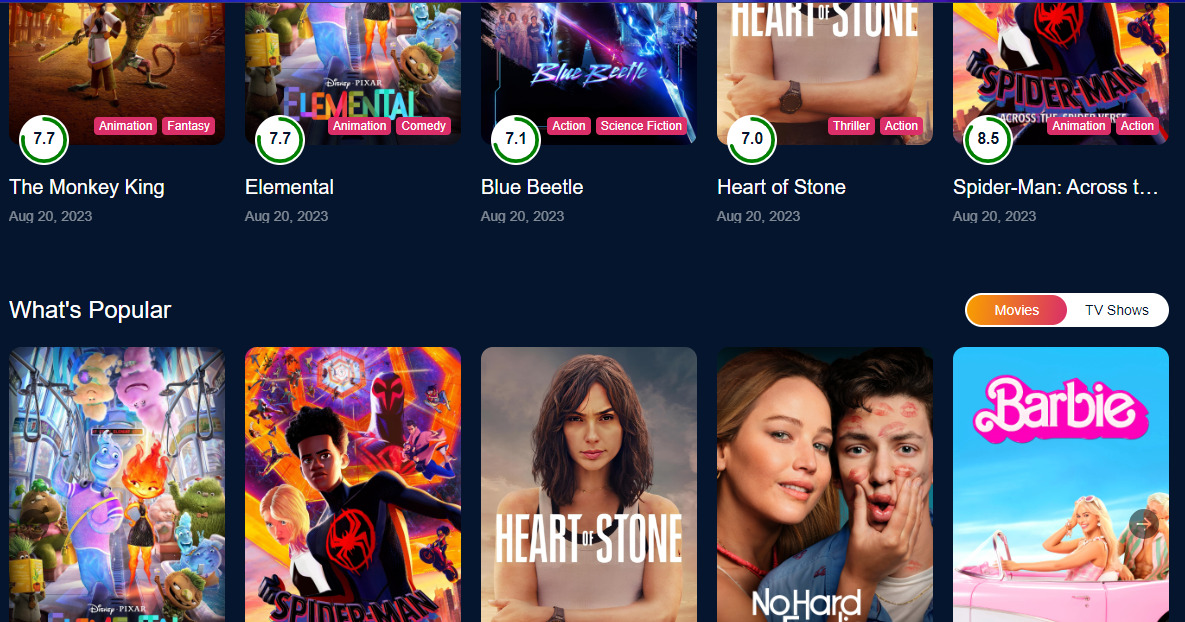 HEART OF STONE
Blue Beetle
DISNEY · PIXAR
ELEMENTAL
SPIDER-MAN
ACROSS THE SPIDER-VERSE
7.7 Animation Fantasy
7.7 Animation Comedy
7.1 Action Science Fiction
7.0 Thriller Action
8.5 Animation Action
The Monkey King
Elemental
Blue Beetle
Heart of Stone
Spider-Man: Across t...
Aug 20, 2023
Aug 20, 2023
Aug 20, 2023
Aug 20, 2023
Aug 20, 2023
What's Popular
Movies TV Shows
Barbie
HEART OF STONE
No Hard
DISNEY · PIXAR
SPIDER-MAN